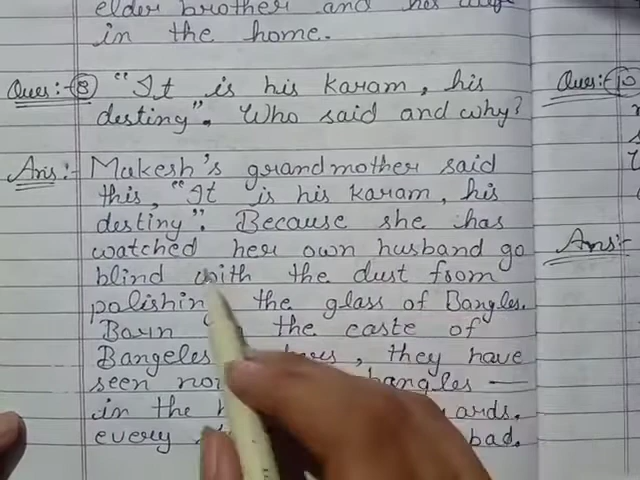 elder brother and his wife
in the home.
Ques:-⑧ "It is his Karam, his
destiny". Who said and why?
Ans:- Mukesh's grandmother said
this, "It is his karam, his
destiny". Because she has
watched her own husband go
blind with the dust from
polishing the glass of Bangles.
Born the caste of
Bangeles , they have
seen bangles —
in the ards.
every bad.
Ques:-⑩
Ans:-